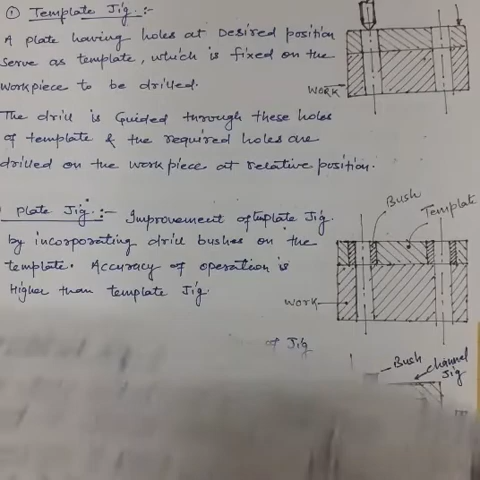 ① Template Jig :-
A plate having holes at Desired position
serve as template, which is fixed on the
workpiece to be drilled.
WORK
The drill is Guided through these holes
of template & the required holes are
drilled on the workpiece at relative position.
Plate Jig :- Improvement of template Jig
by incorporating drill bushes on the
template. Accuracy of operation is
Higher than template Jig.
Bush
Template
WORK
of Jig
Bush
Channel
Jig